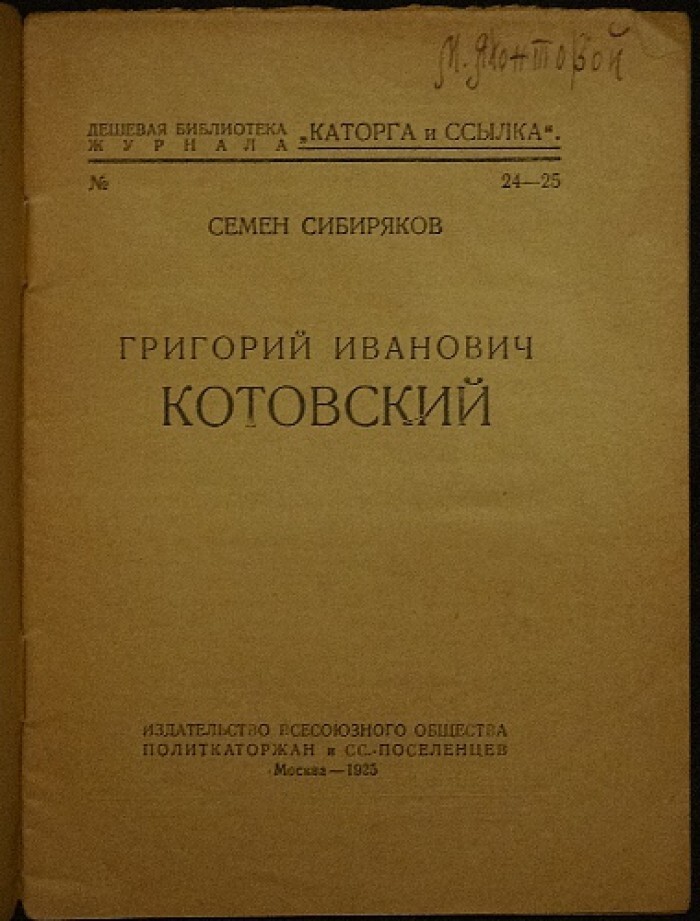 М. Яхонтовой
ДЕШЕВАЯ БИБЛИОТЕКА
ЖУРНАЛА „КАТОРГА и ССЫЛКА“.
№ 24—25
СЕМЕН СИБИРЯКОВ
ГРИГОРИЙ ИВАНОВИЧ
КОТОВСКИЙ
ИЗДАТЕЛЬСТВО ВСЕСОЮЗНОГО ОБЩЕСТВА
ПОЛИТКАТОРЖАН и СС.-ПОСЕЛЕНЦЕВ
Москва—1925